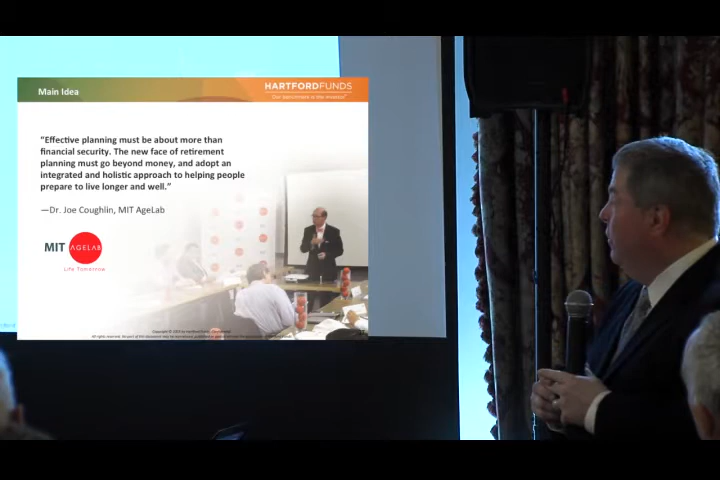 Main Idea
HARTFORDFUNDS
Our benchmark is the investor.®
“Effective planning must be about more than
financial security. The new face of retirement
planning must go beyond money, and adopt an
integrated and holistic approach to helping people
prepare to live longer and well.”
—Dr. Joe Coughlin, MIT AgeLab
MIT AGELAB
Life Tomorrow